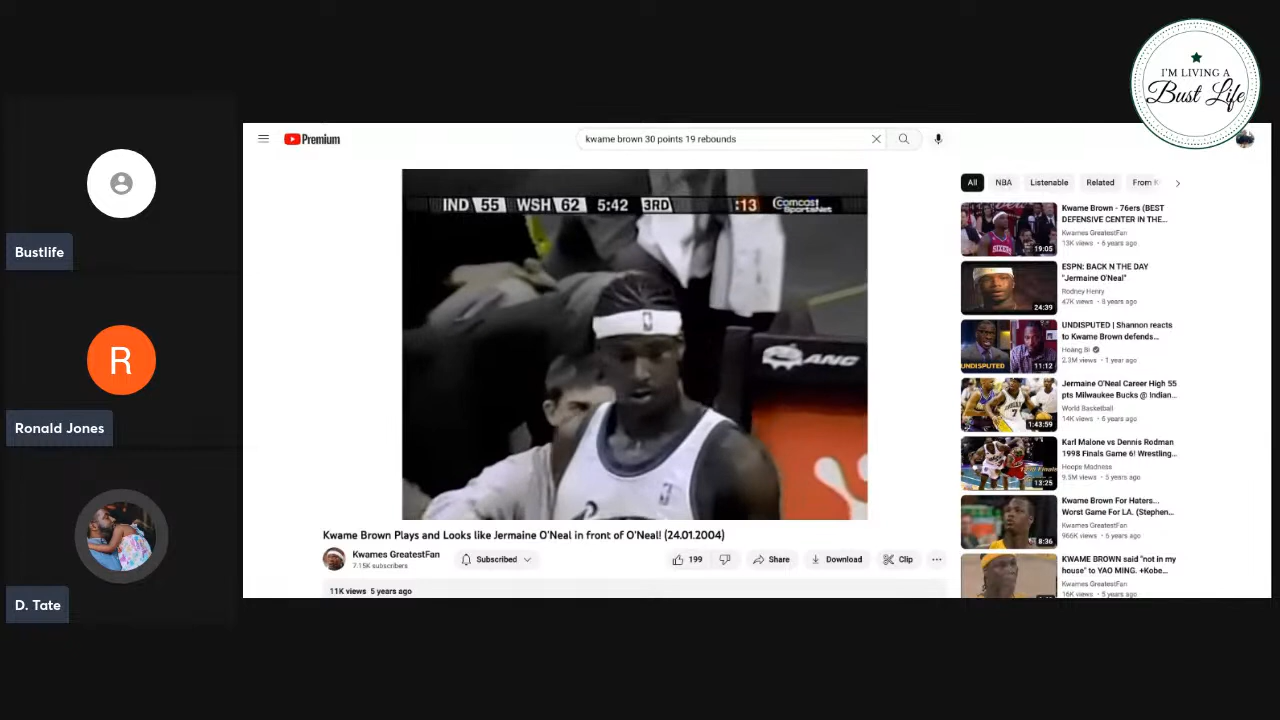 I'M LIVING A
Bust Life
Premium
kwame brown 30 points 19 rebounds
IND 55 WSH 62 5:42 3RD :13 Comcast SportsNet
ANG
Bustlife
R
Ronald Jones
D. Tate
Kwame Brown Plays and Looks like Jermaine O'Neal in front of O'Neal! (24.01.2004)
Kwames GreatestFan
7.15K subscribers
Subscribed
199
Share
Download
Clip
11K views 5 years ago
All
NBA
Listenable
Related
From K
Kwame Brown - 76ers (BEST
DEFENSIVE CENTER IN THE...
Kwames GreatestFan
13K views • 6 years ago
19:05
ESPN: BACK N THE DAY
"Jermaine O'Neal"
Rodney Henry
47K views • 8 years ago
24:39
UNDISPUTED | Shannon reacts
to Kwame Brown defends...
Hoang Bi
2.3M views • 1 year ago
UNDISPUTED
11:12
Jermaine O'Neal Career High 55
pts Milwaukee Bucks @ Indian...
World Basketball
14K views • 6 years ago
1:43:59
Karl Malone vs Dennis Rodman
1998 Finals Game 6! Wrestling...
Hoops Madness
9.5M views • 5 years ago
12:25
Kwame Brown For Haters...
Worst Game For LA. (Stephen...
Kwames GreatestFan
966K views • 6 years ago
8:36
KWAME BROWN said "not in my
house" to YAO MING. +Kobe...
Kwames GreatestFan
16K views • 5 years ago